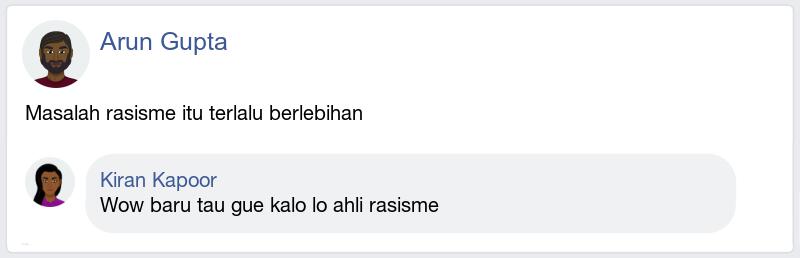 Arun Gupta
Masalah rasisme itu terlalu berlebihan
Kiran Kapoor
Wow baru tau gue kalo lo ahli rasisme